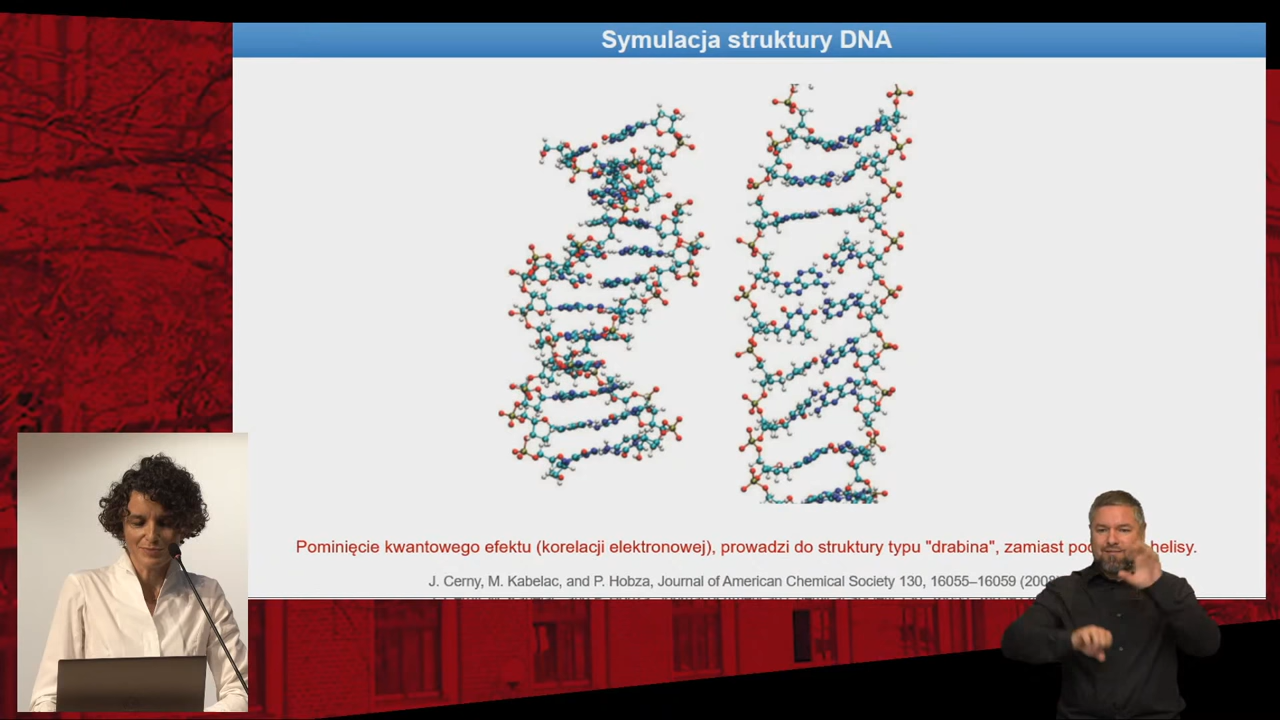 Symulacja struktury DNA
Pominięcie kwantowego efektu (korelacji elektronowej), prowadzi do struktury typu "drabina", zamiast helisy.
J. Cerny, M. Kabelac, and P. Hobza, Journal of American Chemical Society 130, 16055–16059